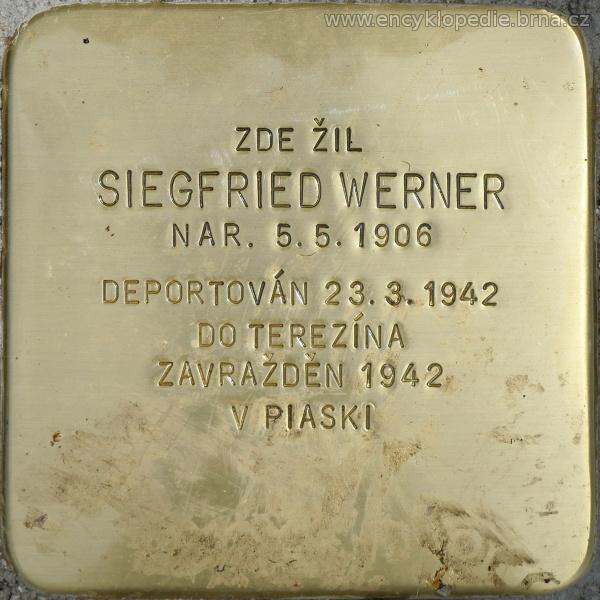 www.encyklopedie.brna.cz
ZDE ŽIL
SIEGFRIED WERNER
NAR. 5.5.1906
DEPORTOVÁN 23.3.1942
DO TEREZÍNA
ZAVRAŽDĚN 1942
V PIASKI